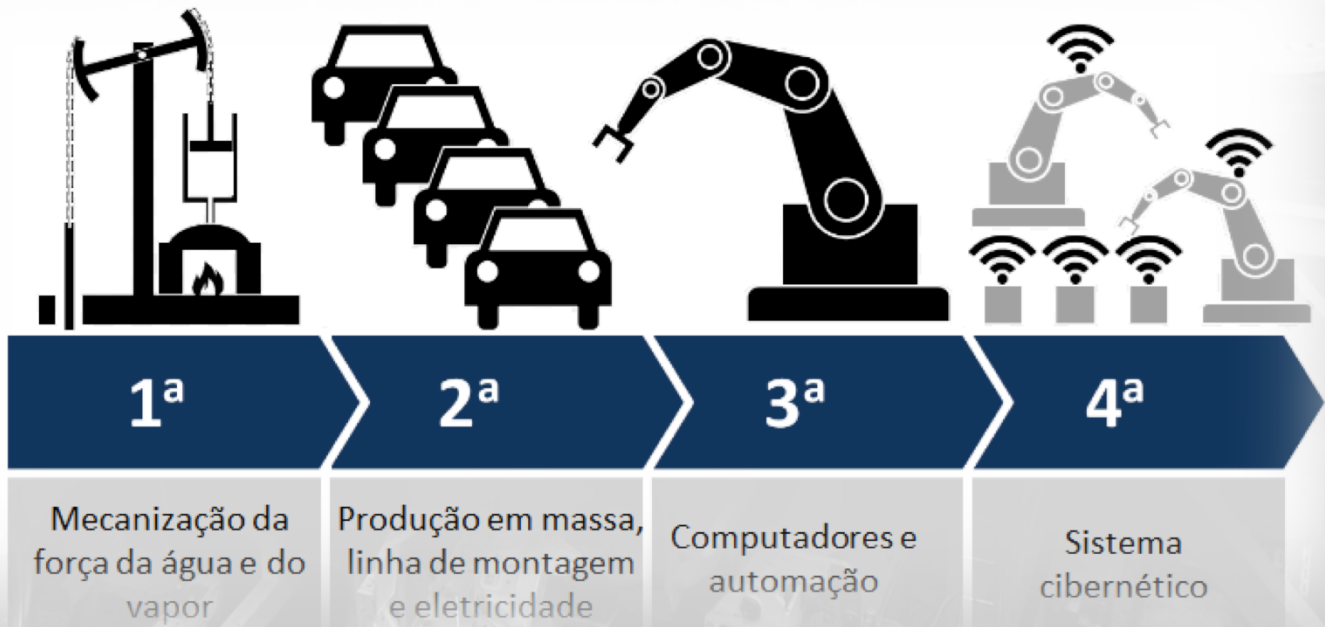 1ª
2ª
3ª
4ª
Mecanização da
força da água e do
vapor
Produção em massa,
linha de montagem
e eletricidade
Computadores e
automação
Sistema
cibernético